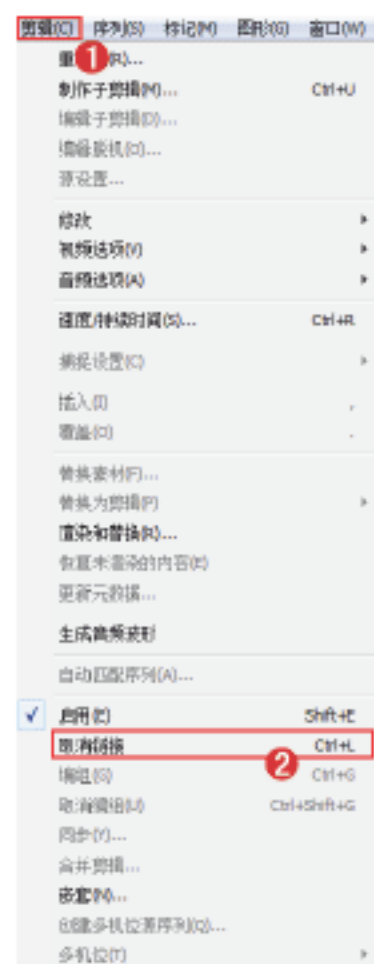 剪辑(C) 序列(S) 标记(M) 图形(G) 窗口(W)
重 1 (R)...
制作子剪辑(M)... Ctrl+U
编辑子剪辑(D)...
编辑脱机(O)...
源设置...
修改
视频选项(V)
音频选项(A)
速度/持续时间(S)... Ctrl+R
捕捉设置(C)
插入(I) ,
覆盖(O) .
替换素材(F)...
替换为剪辑(P)
渲染和替换(R)...
恢复未渲染的内容(E)
更新元数据...
生成音频波形
自动匹配序列(A)...
✓ 启用(E) Shift+E
取消链接 Ctrl+L
编组(G) 2 Ctrl+G
取消编组(U) Ctrl+Shift+G
同步(Y)...
合并剪辑...
嵌套(N)...
创建多机位源序列(Q)...
多机位(T)